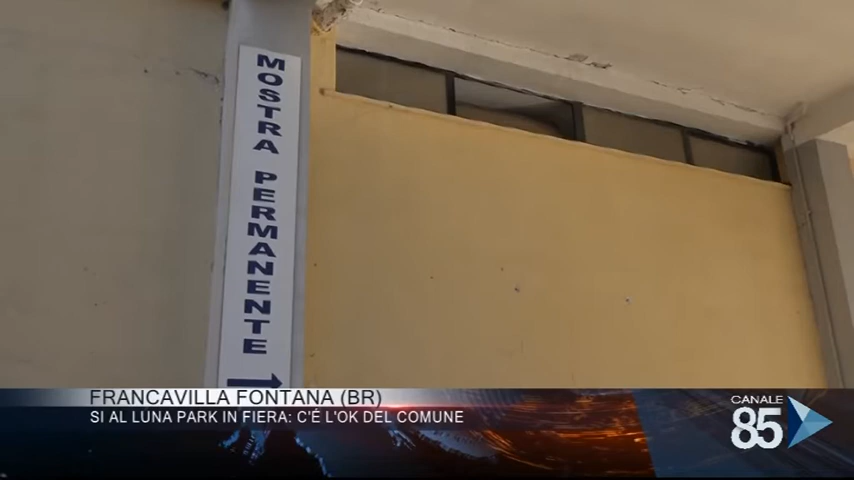 MOSTRA PERMANENTE
FRANCAVILLA FONTANA (BR)
SI AL LUNA PARK IN FIERA: C'É L'OK DEL COMUNE
CANALE
85